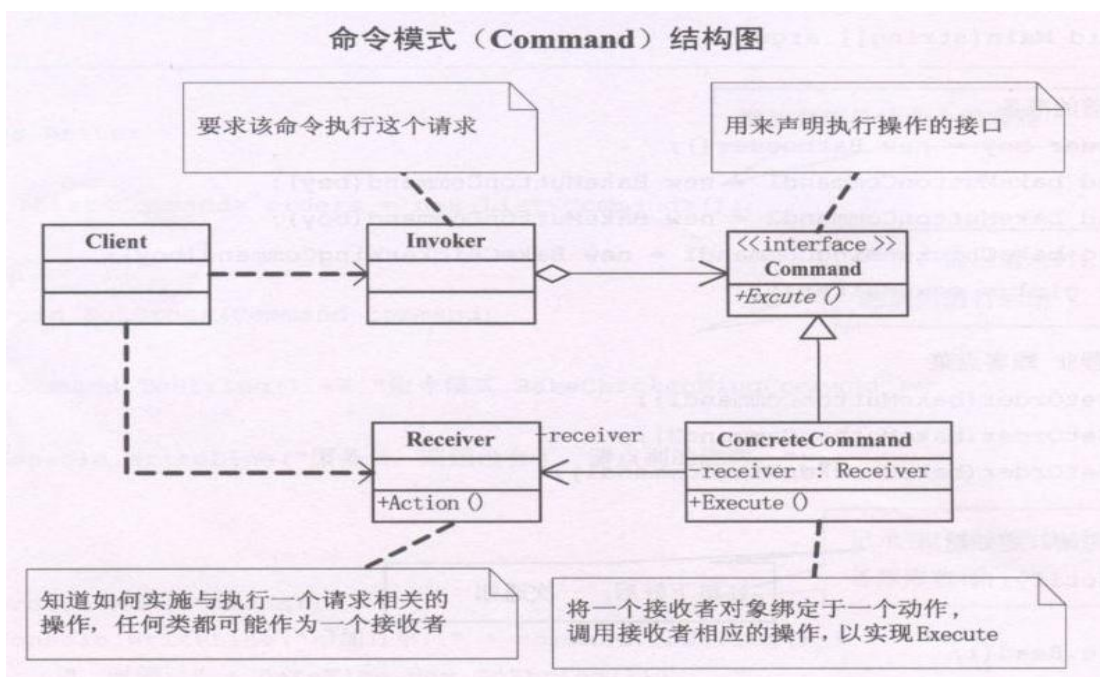 命令模式（Command）结构图
要求该命令执行这个请求
用来声明执行操作的接口
Client
Invoker
<<interface >>
Command
+Excute ()
Receiver
-receiver
ConcreteCommand
-receiver : Receiver
+Action ()
+Execute ()
知道如何实施与执行一个请求相关的
操作，任何类都可能作为一个接收者
将一个接收者对象绑定于一个动作，
调用接收者相应的操作，以实现Execute